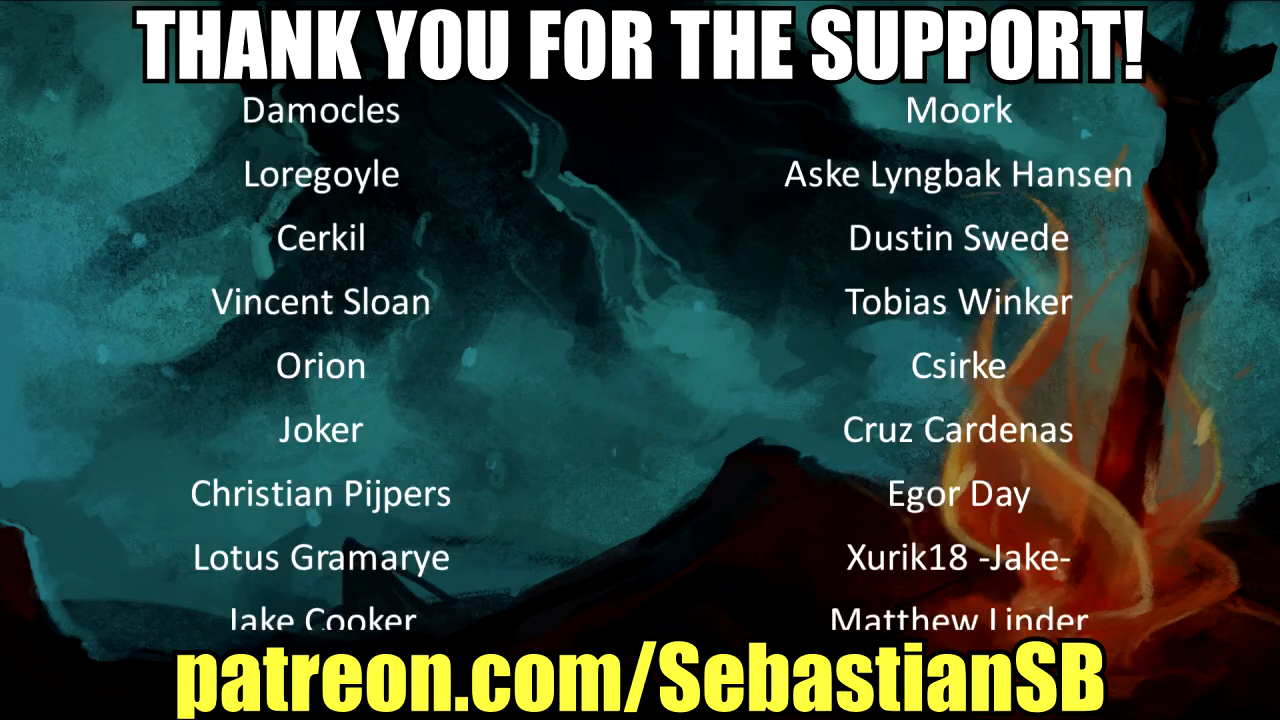 THANK YOU FOR THE SUPPORT!
Damocles
Loregoyle
Cerkil
Vincent Sloan
Orion
Joker
Christian Pijpers
Lotus Gramarye
Jake Cooker
Moork
Aske Lyngbak Hansen
Dustin Swede
Tobias Winker
Csirke
Cruz Cardenas
Egor Day
Xurik18 -Jake-
Matthew Linder
patreon.com/SebastianSB